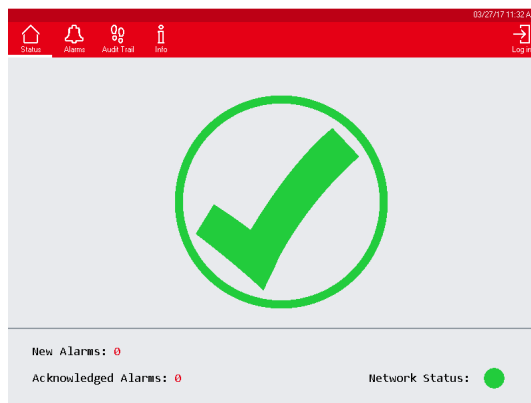 03/27/17 11:32 A
Status Alarms Audit Trail Info Log in
New Alarms: 0
Acknowledged Alarms: 0 Network Status: